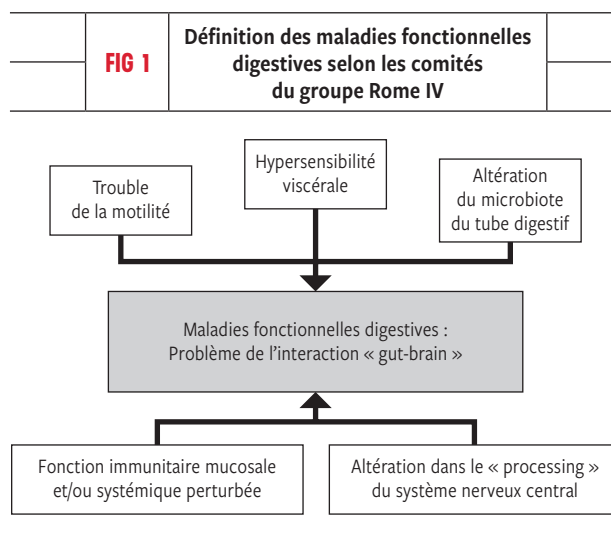 FIG 1
Définition des maladies fonctionnelles
digestives selon les comités
du groupe Rome IV
Trouble
de la motilité
Hypersensibilité
viscérale
Altération
du microbiote
du tube digestif
Maladies fonctionnelles digestives :
Problème de l'interaction « gut-brain »
Fonction immunitaire mucosale
et/ou systémique perturbée
Altération dans le « processing »
du système nerveux central